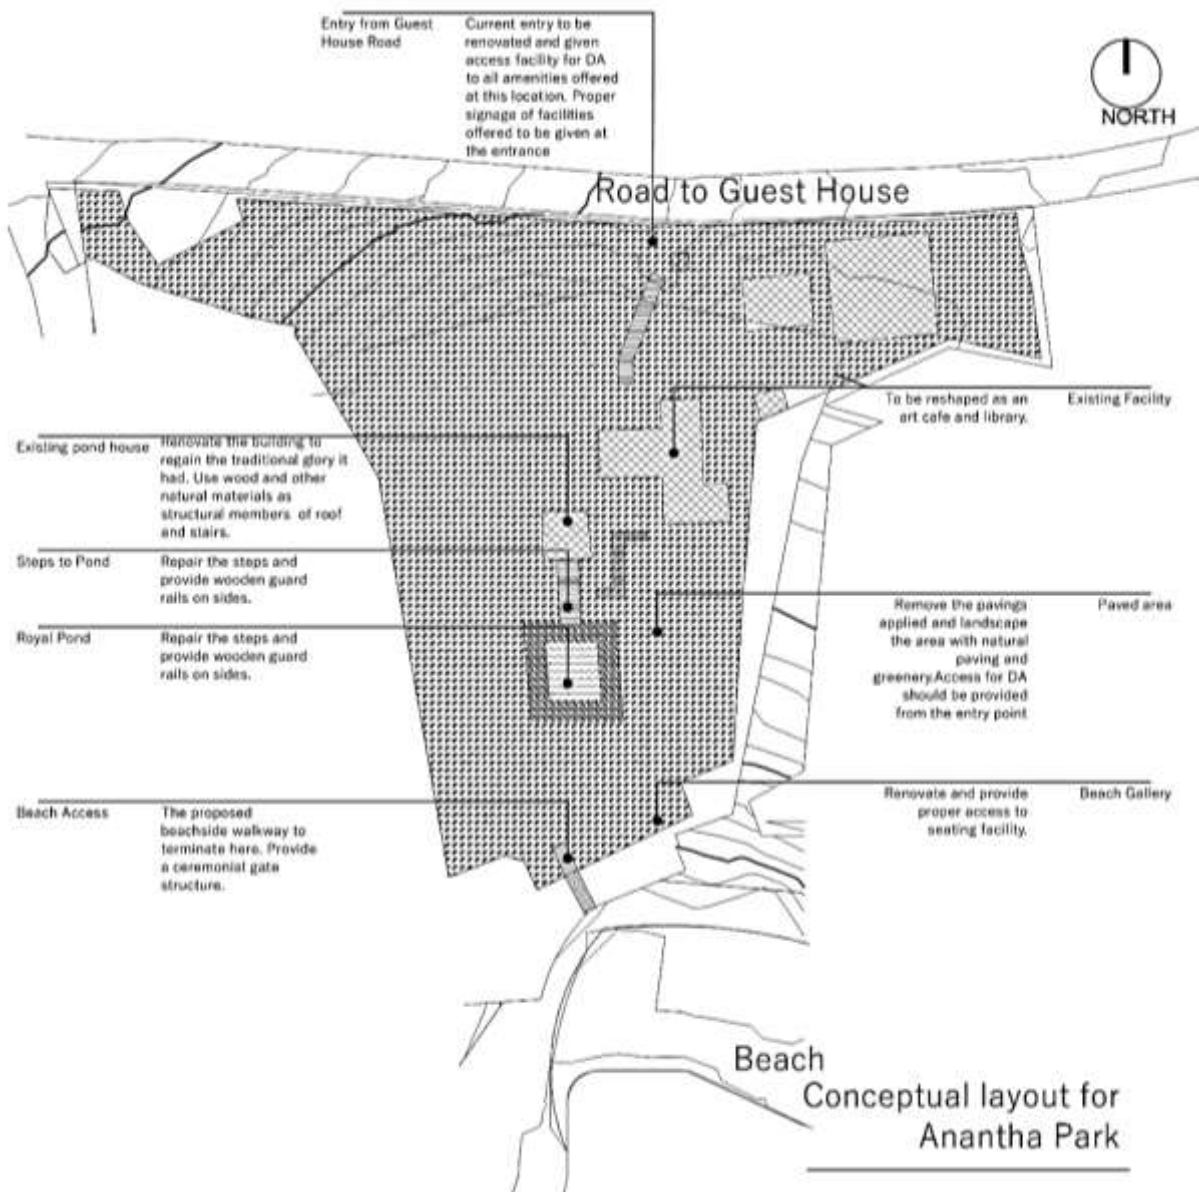 Entry from Guest
House Road
Current entry to be
renovated and given
access facility for DA
to all amenities offered
at this location. Proper
signage of facilities
offered to be given at
the entrance
NORTH
Road to Guest House
Existing pond house
Renovate the building to
regain the traditional glory it
had. Use wood and other
natural materials as
structural members of roof
and stairs.
To be reshaped as an
art cafe and library.
Existing Facility
Steps to Pond
Repair the steps and
provide wooden guard
rails on sides.
Royal Pond
Repair the steps and
provide wooden guard
rails on sides.
Remove the pavings
applied and landscape
the area with natural
paving and
greenery.Access for DA
should be provided
from the entry point
Paved area
Beach Access
The proposed
beachside walkway to
terminate here. Provide
a ceremonial gate
structure.
Renovate and provide
proper access to
seating facility.
Beach Gallery
Beach
Conceptual layout for
Anantha Park